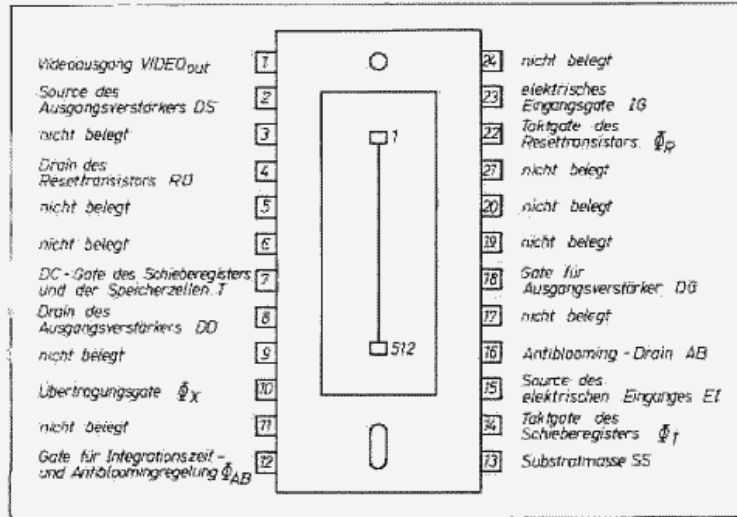 Videoausgang VIDEOout 1
Source des
Ausgangsverstärkers DS 2
nicht belegt 3
Drain des
Resettransistors RD 4
nicht belegt 5
nicht belegt 6
DC-Gate des Schieberegisters
und der Speicherzellen T 7
Drain des
Ausgangsverstärkers DD 8
nicht belegt 9
Übertragungsgate ΦX 10
nicht belegt 11
Gate für Integrationszeit-
und Antibloomingregelung ΦAB 12
1
512
24 nicht belegt
23 elektrisches
Eingangsgate IG
22 Taktgate des
Resettransistors ΦR
21 nicht belegt
20 nicht belegt
19 nicht belegt
18 Gate für
Ausgangsverstärker OG
17 nicht belegt
16 Antiblooming-Drain AB
15 Source des
elektrischen Einganges EI
14 Taktgate des
Schieberegisters ΦT
13 Substratmasse SS